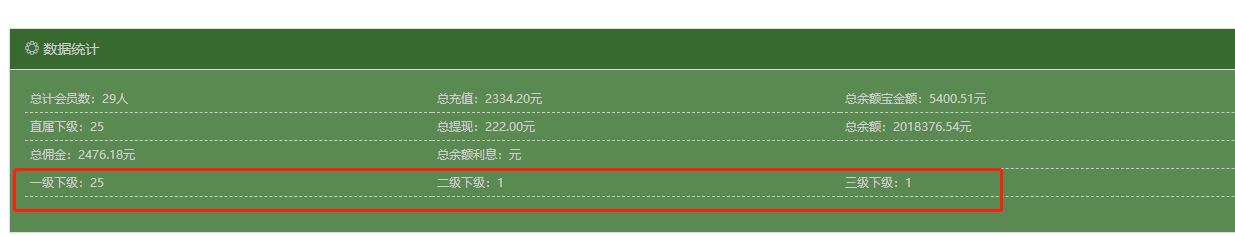 数据统计
总计会员数：29人 总充值：2334.20元 总余额宝金额：5400.51元
直属下级：25 总提现：222.00元 总余额：2018376.54元
总佣金：2476.18元 总余额利息：元
一级下级：25 二级下级：1 三级下级：1